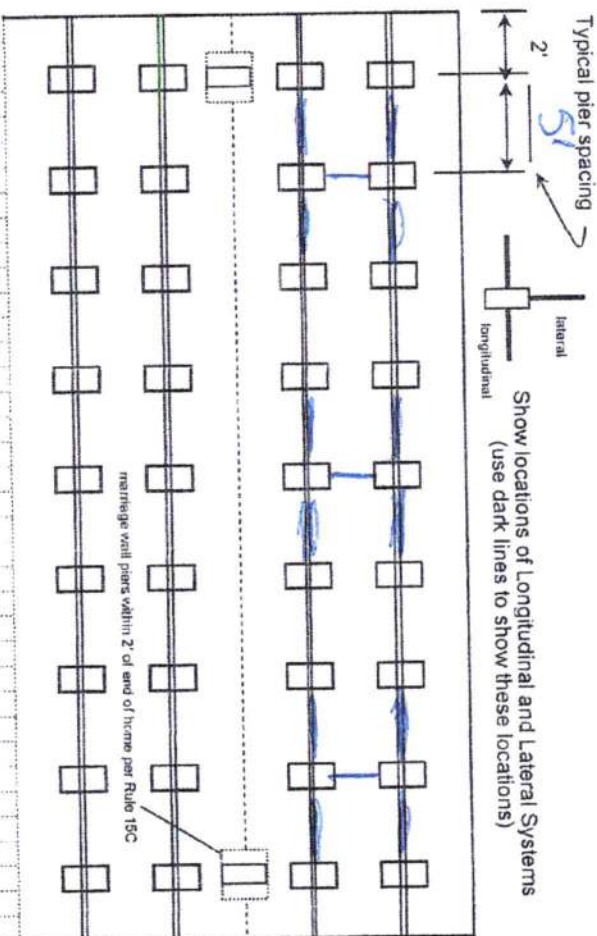 Typical pier spacing
2'
5'
lateral
longitudinal
Show locations of Longitudinal and Lateral Systems
(use dark lines to show these locations)
marriage wall piers within 2' of end of home per Rule 15C